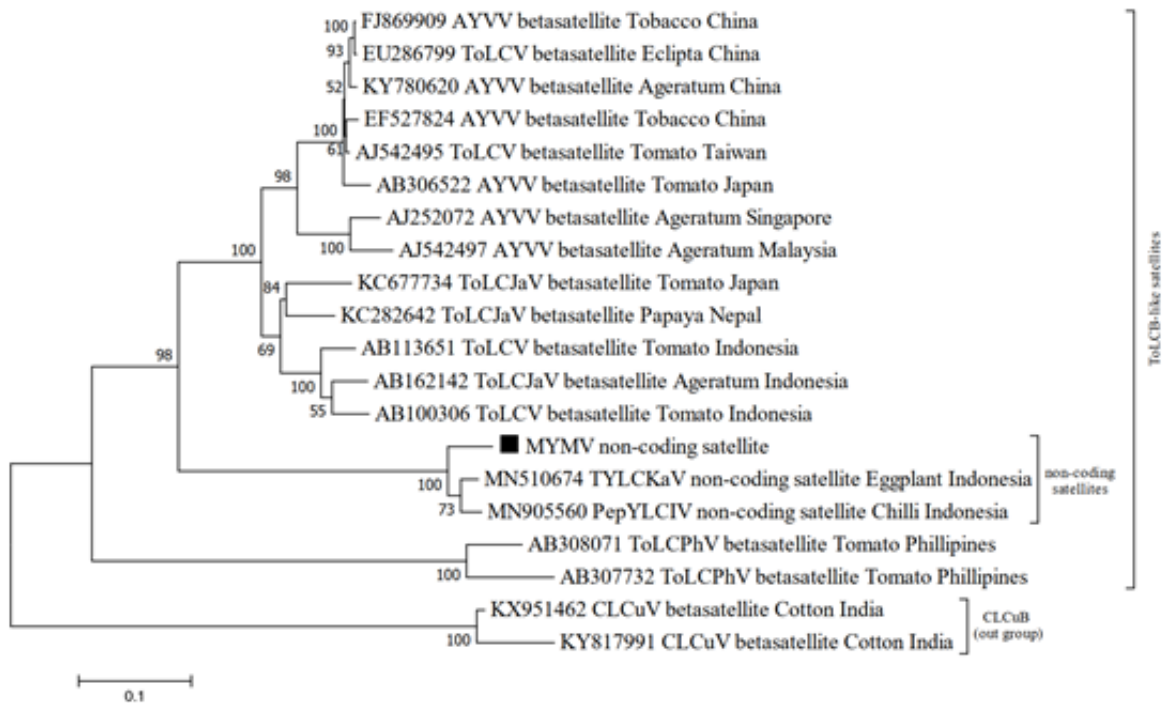 100
FJ869909 AYVV betasatellite Tobacco China
93
EU286799 ToLCV betasatellite Eclipta China
52
KY780620 AYVV betasatellite Ageratum China
EF527824 AYVV betasatellite Tobacco China
100
61
AJ542495 ToLCV betasatellite Tomato Taiwan
98
AB306522 AYVV betasatellite Tomato Japan
AJ252072 AYVV betasatellite Ageratum Singapore
100
100
AJ542497 AYVV betasatellite Ageratum Malaysia
84
KC677734 ToLCJaV betasatellite Tomato Japan
KC282642 ToLCJaV betasatellite Papaya Nepal
98
69
AB113651 ToLCV betasatellite Tomato Indonesia
100
AB162142 ToLCJaV betasatellite Ageratum Indonesia
55
AB100306 ToLCV betasatellite Tomato Indonesia
MYMV non-coding satellite
100
MN510674 TYLCKaV non-coding satellite Eggplant Indonesia
73
MN905560 PepYLCIV non-coding satellite Chilli Indonesia
non-coding
satellites
AB308071 ToLCPhV betasatellite Tomato Phillipines
100
AB307732 ToLCPhV betasatellite Tomato Phillipines
ToLCB-like satellites
KX951462 CLCuV betasatellite Cotton India
100
KY817991 CLCuV betasatellite Cotton India
CLCuB
(out group)
0.1